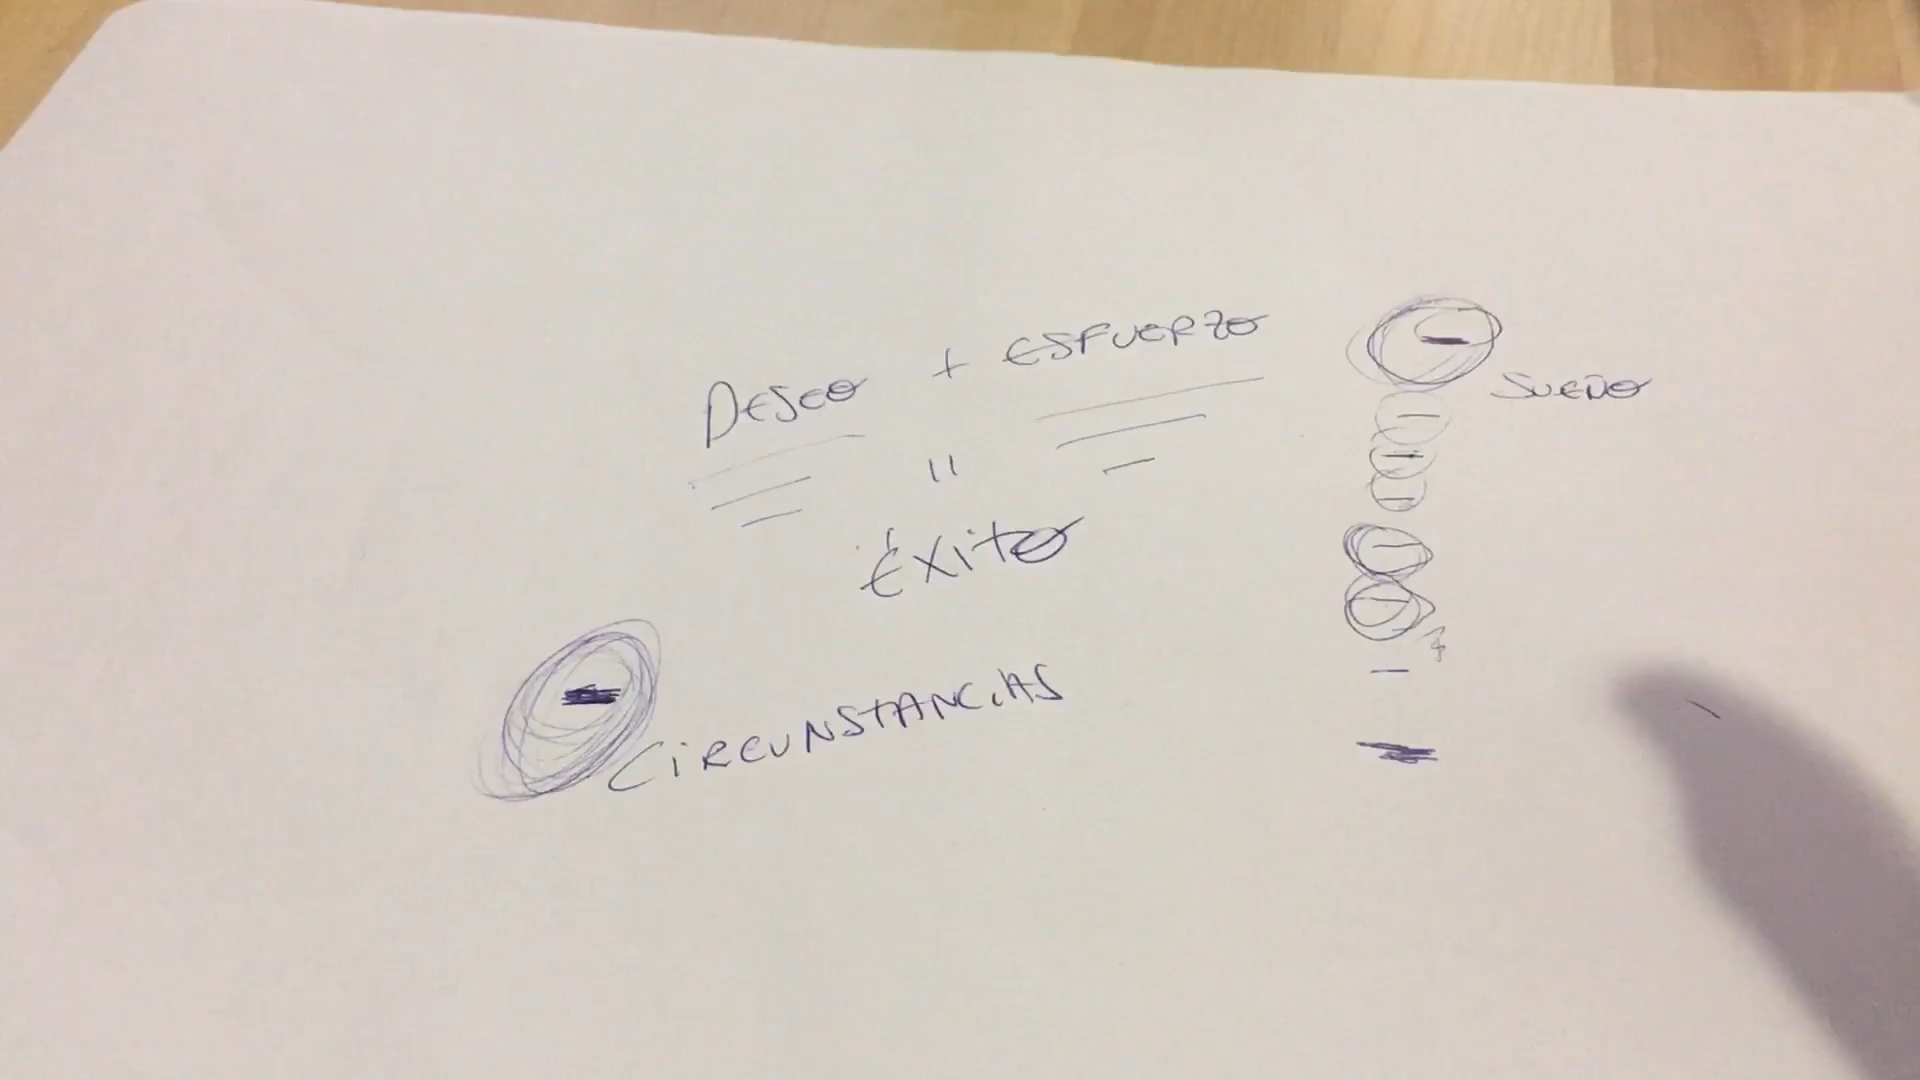 DESEO + ESFUERZO
SUEÑO
"
Éxito
CIRCUNSTANCIAS